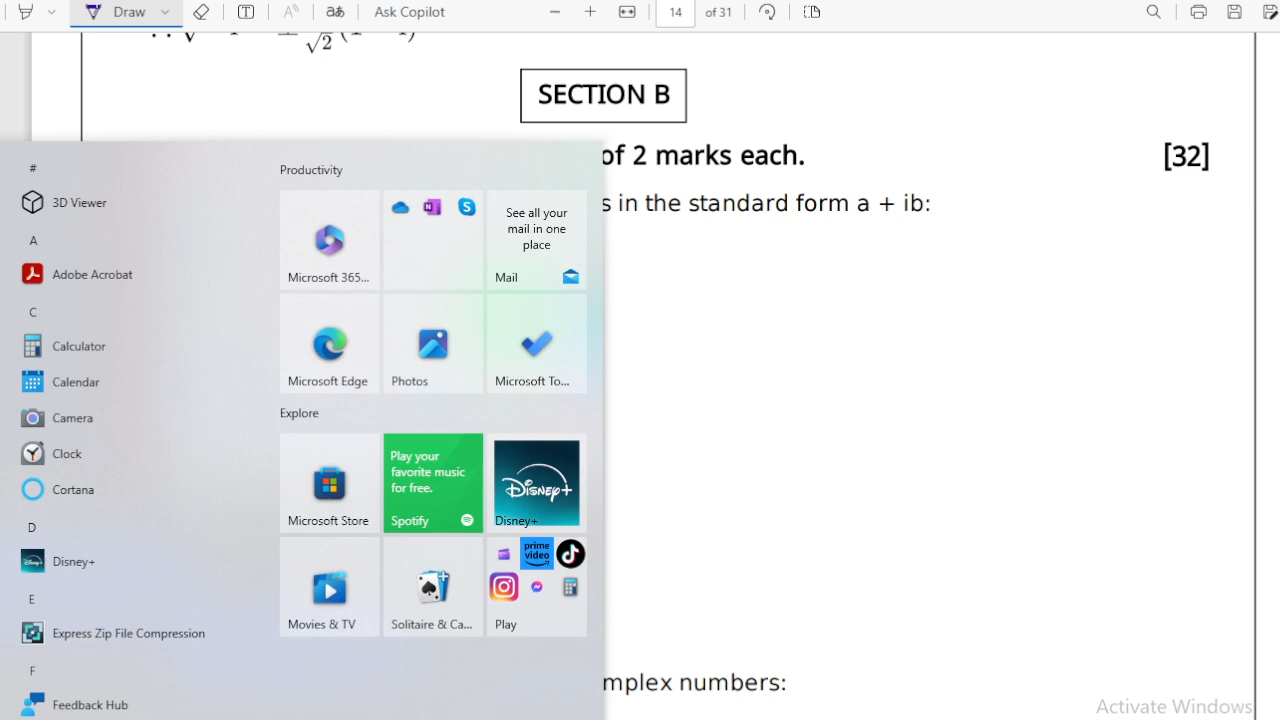 Draw
Ask Copilot
14 of 31
SECTION B
of 2 marks each. [32]
s in the standard form a + ib:
#
3D Viewer
A
Adobe Acrobat
C
Calculator
Calendar
Camera
Clock
Cortana
D
Disney+
E
Express Zip File Compression
F
Feedback Hub
Productivity
See all your
mail in one
place
Microsoft 365...
Mail
Microsoft Edge
Photos
Microsoft To...
Explore
Play your
favorite music
for free.
Disney+
Microsoft Store
Spotify
Disney+
prime
video
Movies & TV
Solitaire & Ca...
Play
mplex numbers:
Activate Windows